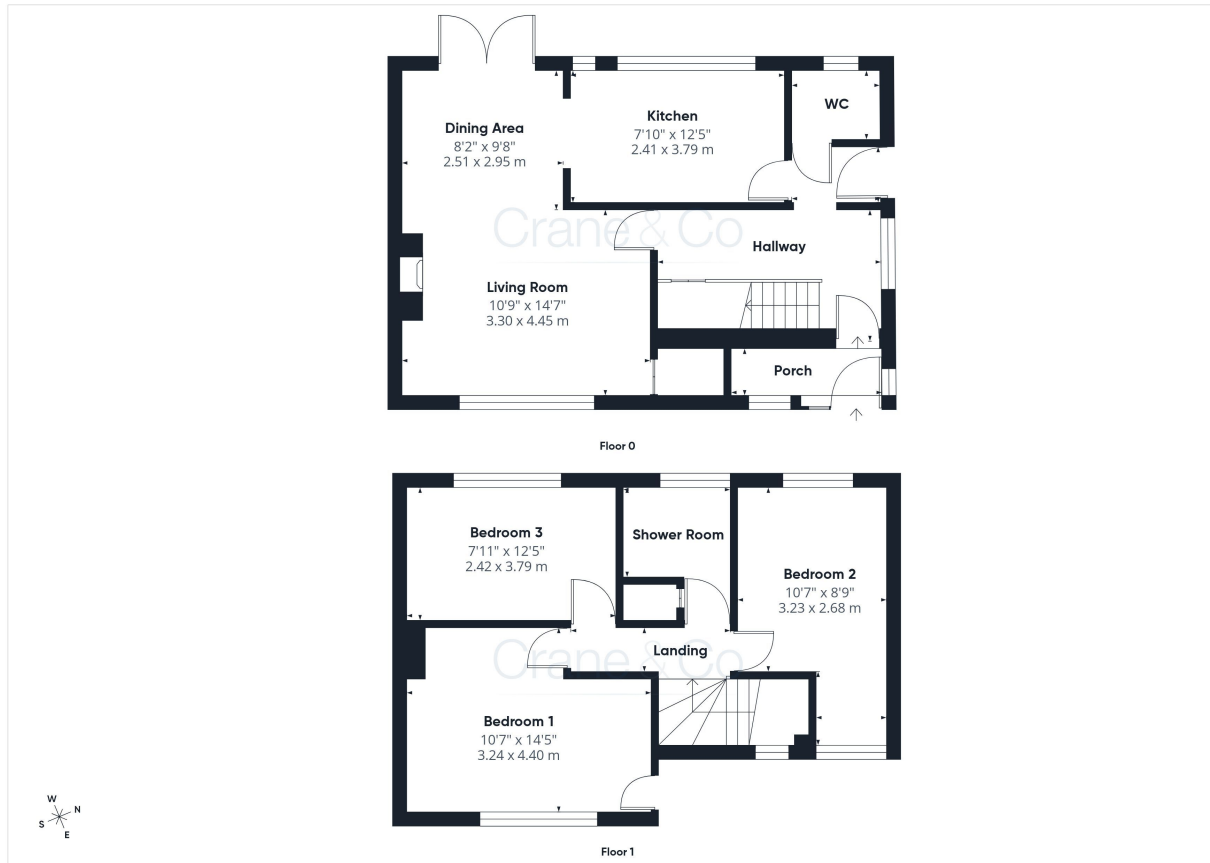 Dining Area
8'2" x 9'8"
2.51 x 2.95 m
Kitchen
7'10" x 12'5"
2.41 x 3.79 m
WC
Crane & Co
Hallway
Living Room
10'9" x 14'7"
3.30 x 4.45 m
Porch
Floor 0
Bedroom 3
7'11" x 12'5"
2.42 x 3.79 m
Shower Room
Bedroom 2
10'7" x 8'9"
3.23 x 2.68 m
Crane & Co
Landing
Bedroom 1
10'7" x 14'5"
3.24 x 4.40 m
W
N
S
E
Floor 1